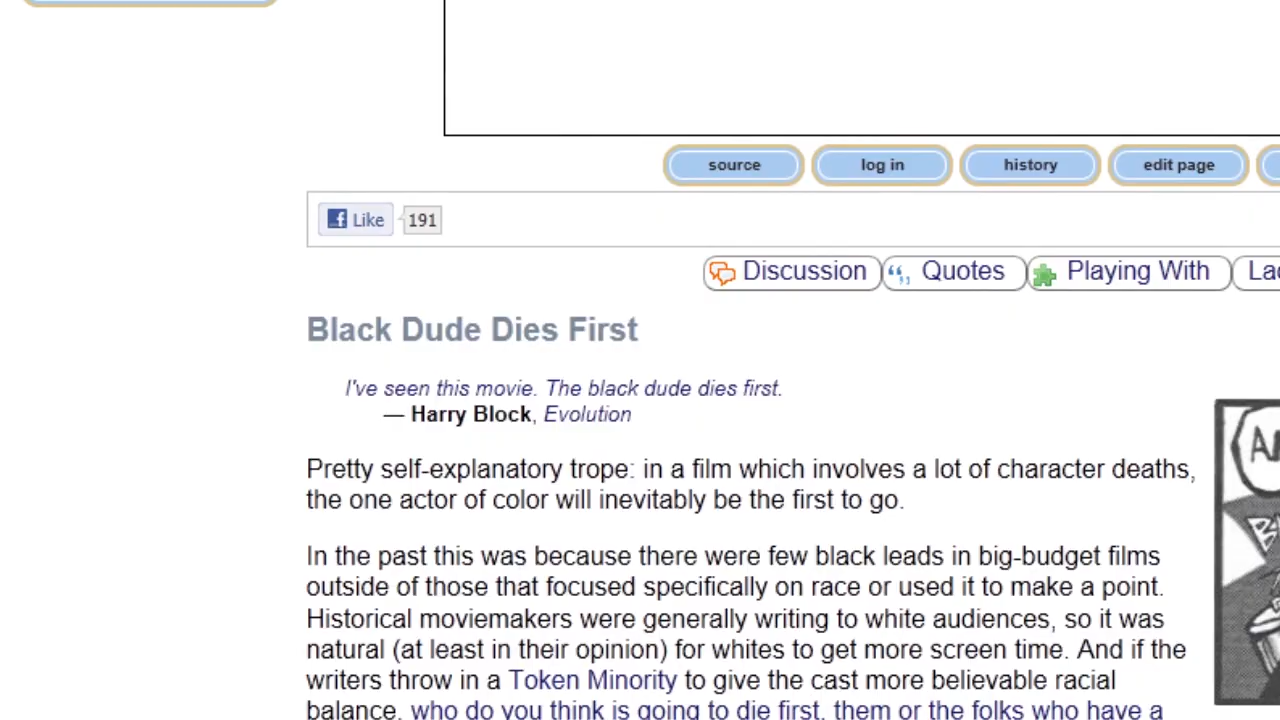 source log in history edit page
Like 191
Discussion Quotes Playing With
Black Dude Dies First
I've seen this movie. The black dude dies first.
— Harry Block, Evolution
Pretty self-explanatory trope: in a film which involves a lot of character deaths,
the one actor of color will inevitably be the first to go.
In the past this was because there were few black leads in big-budget films
outside of those that focused specifically on race or used it to make a point.
Historical moviemakers were generally writing to white audiences, so it was
natural (at least in their opinion) for whites to get more screen time. And if the
writers throw in a Token Minority to give the cast more believable racial
balance, who do you think is going to die first, them or the folks who have a